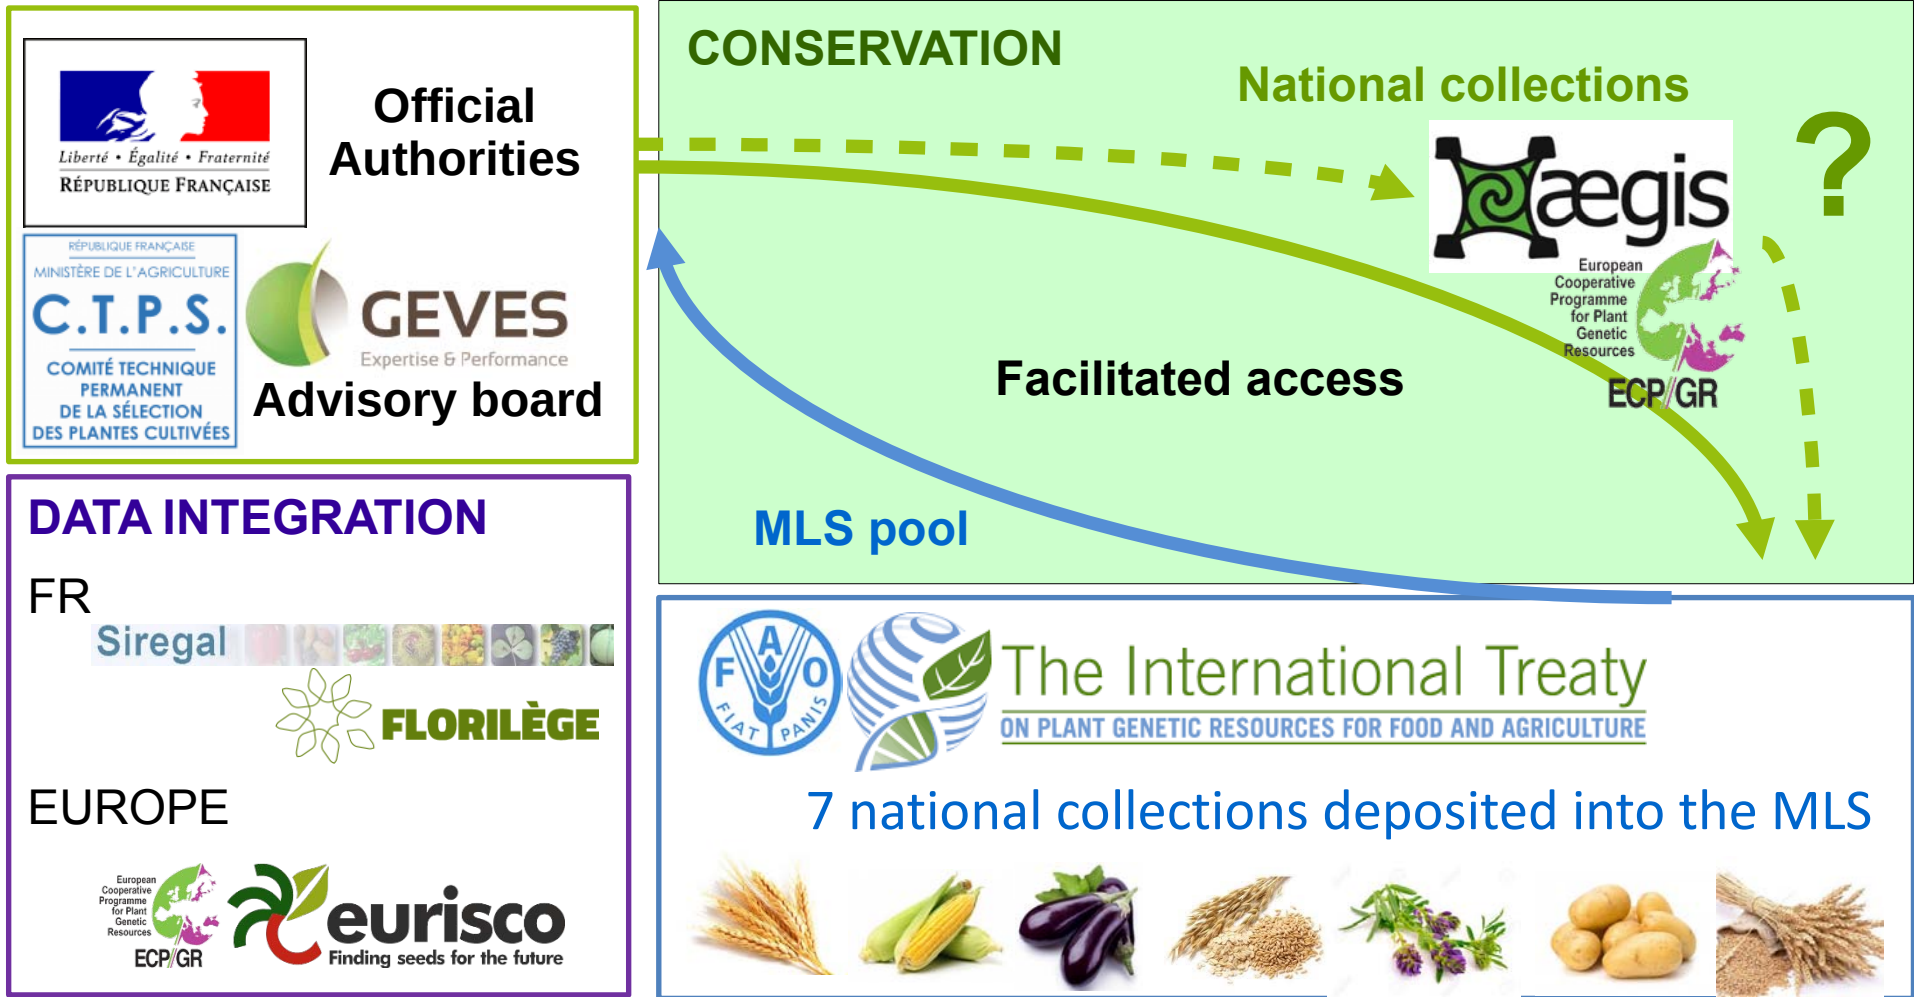 Liberté • Égalité • Fraternité
RÉPUBLIQUE FRANÇAISE
Official
Authorities
RÉPUBLIQUE FRANÇAISE
MINISTÈRE DE L'AGRICULTURE
C.T.P.S.
COMITÉ TECHNIQUE
PERMANENT
DE LA SÉLECTION
DES PLANTES CULTIVÉES
GEVES
Expertise & Performance
Advisory board
CONSERVATION
National collections
?
ægis
European
Cooperative
Programme
for Plant
Genetic
Resources
ECP/GR
Facilitated access
MLS pool
DATA INTEGRATION
FR
Siregal
FLORILÈGE
EUROPE
European
Cooperative
Programme
for Plant
Genetic
Resources
ECP/GR
eurisco
Finding seeds for the future
FAO
FIAT PANIS
The International Treaty
ON PLANT GENETIC RESOURCES FOR FOOD AND AGRICULTURE
7 national collections deposited into the MLS